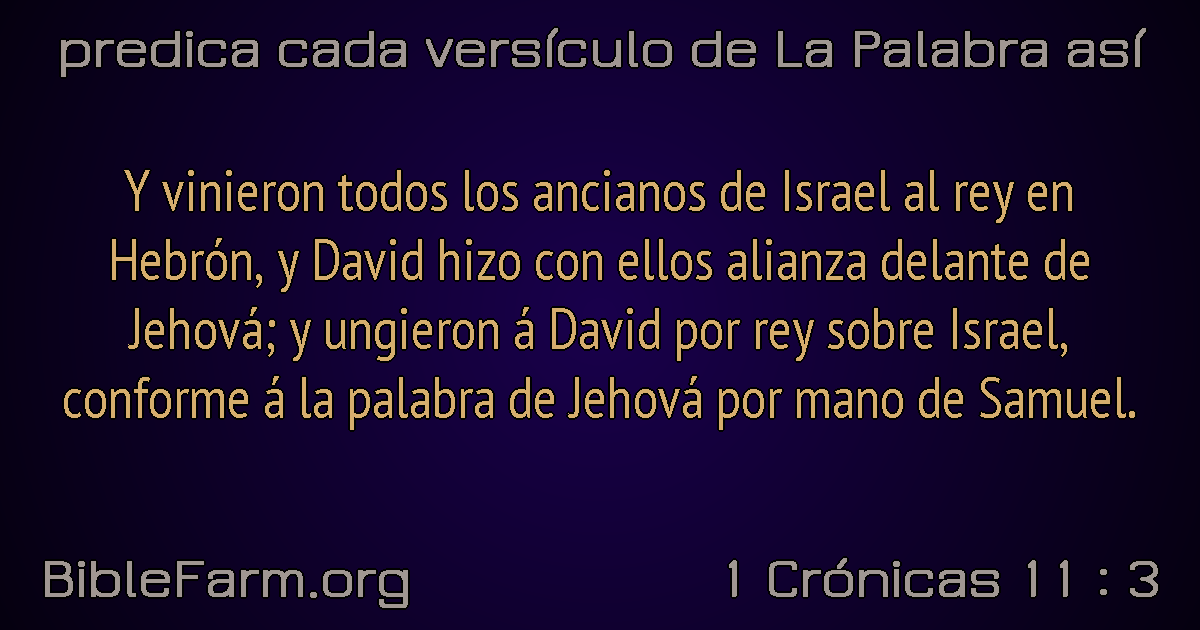 predica cada versículo de La Palabra así
Y vinieron todos los ancianos de Israel al rey en
Hebrón, y David hizo con ellos alianza delante de
Jehová; y ungieron á David por rey sobre Israel,
conforme á la palabra de Jehová por mano de Samuel.
BibleFarm.org
1 Crónicas 11 : 3